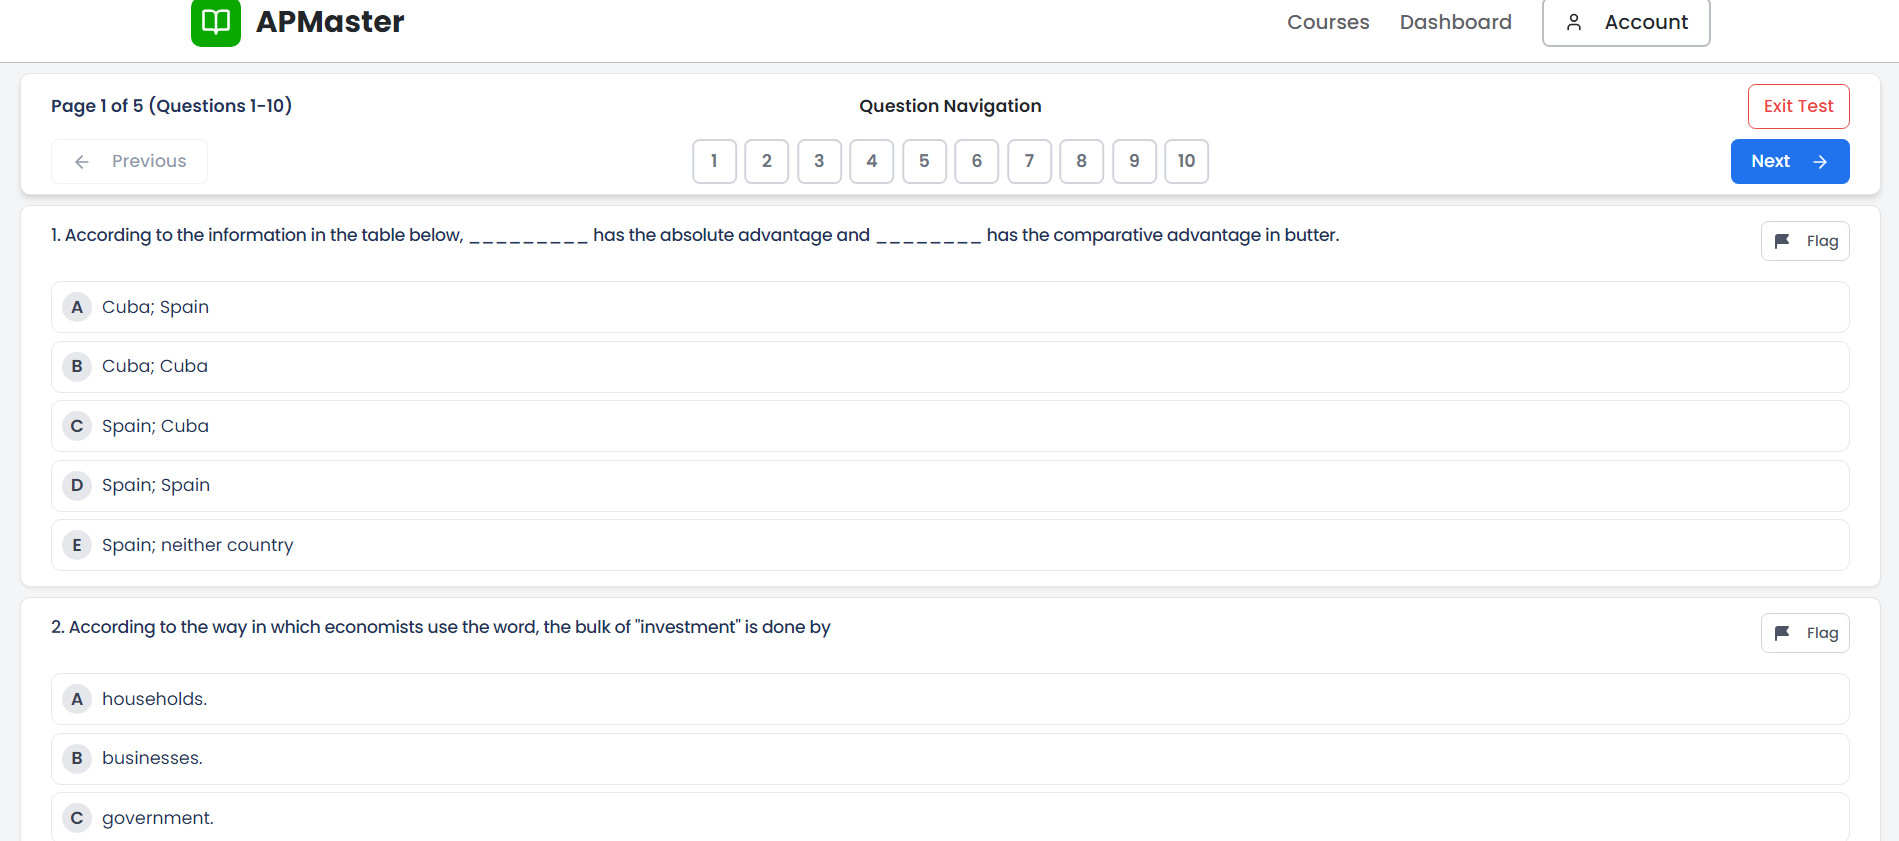 APMaster
Courses
Dashboard
Account
Page 1 of 5 (Questions 1-10)
Question Navigation
Exit Test
Previous
1 2 3 4 5 6 7 8 9 10
Next
1. According to the information in the table below, _________ has the absolute advantage and ________ has the comparative advantage in butter.
Flag
A Cuba; Spain
B Cuba; Cuba
C Spain; Cuba
D Spain; Spain
E Spain; neither country
2. According to the way in which economists use the word, the bulk of "investment" is done by
Flag
A households.
B businesses.
C government.